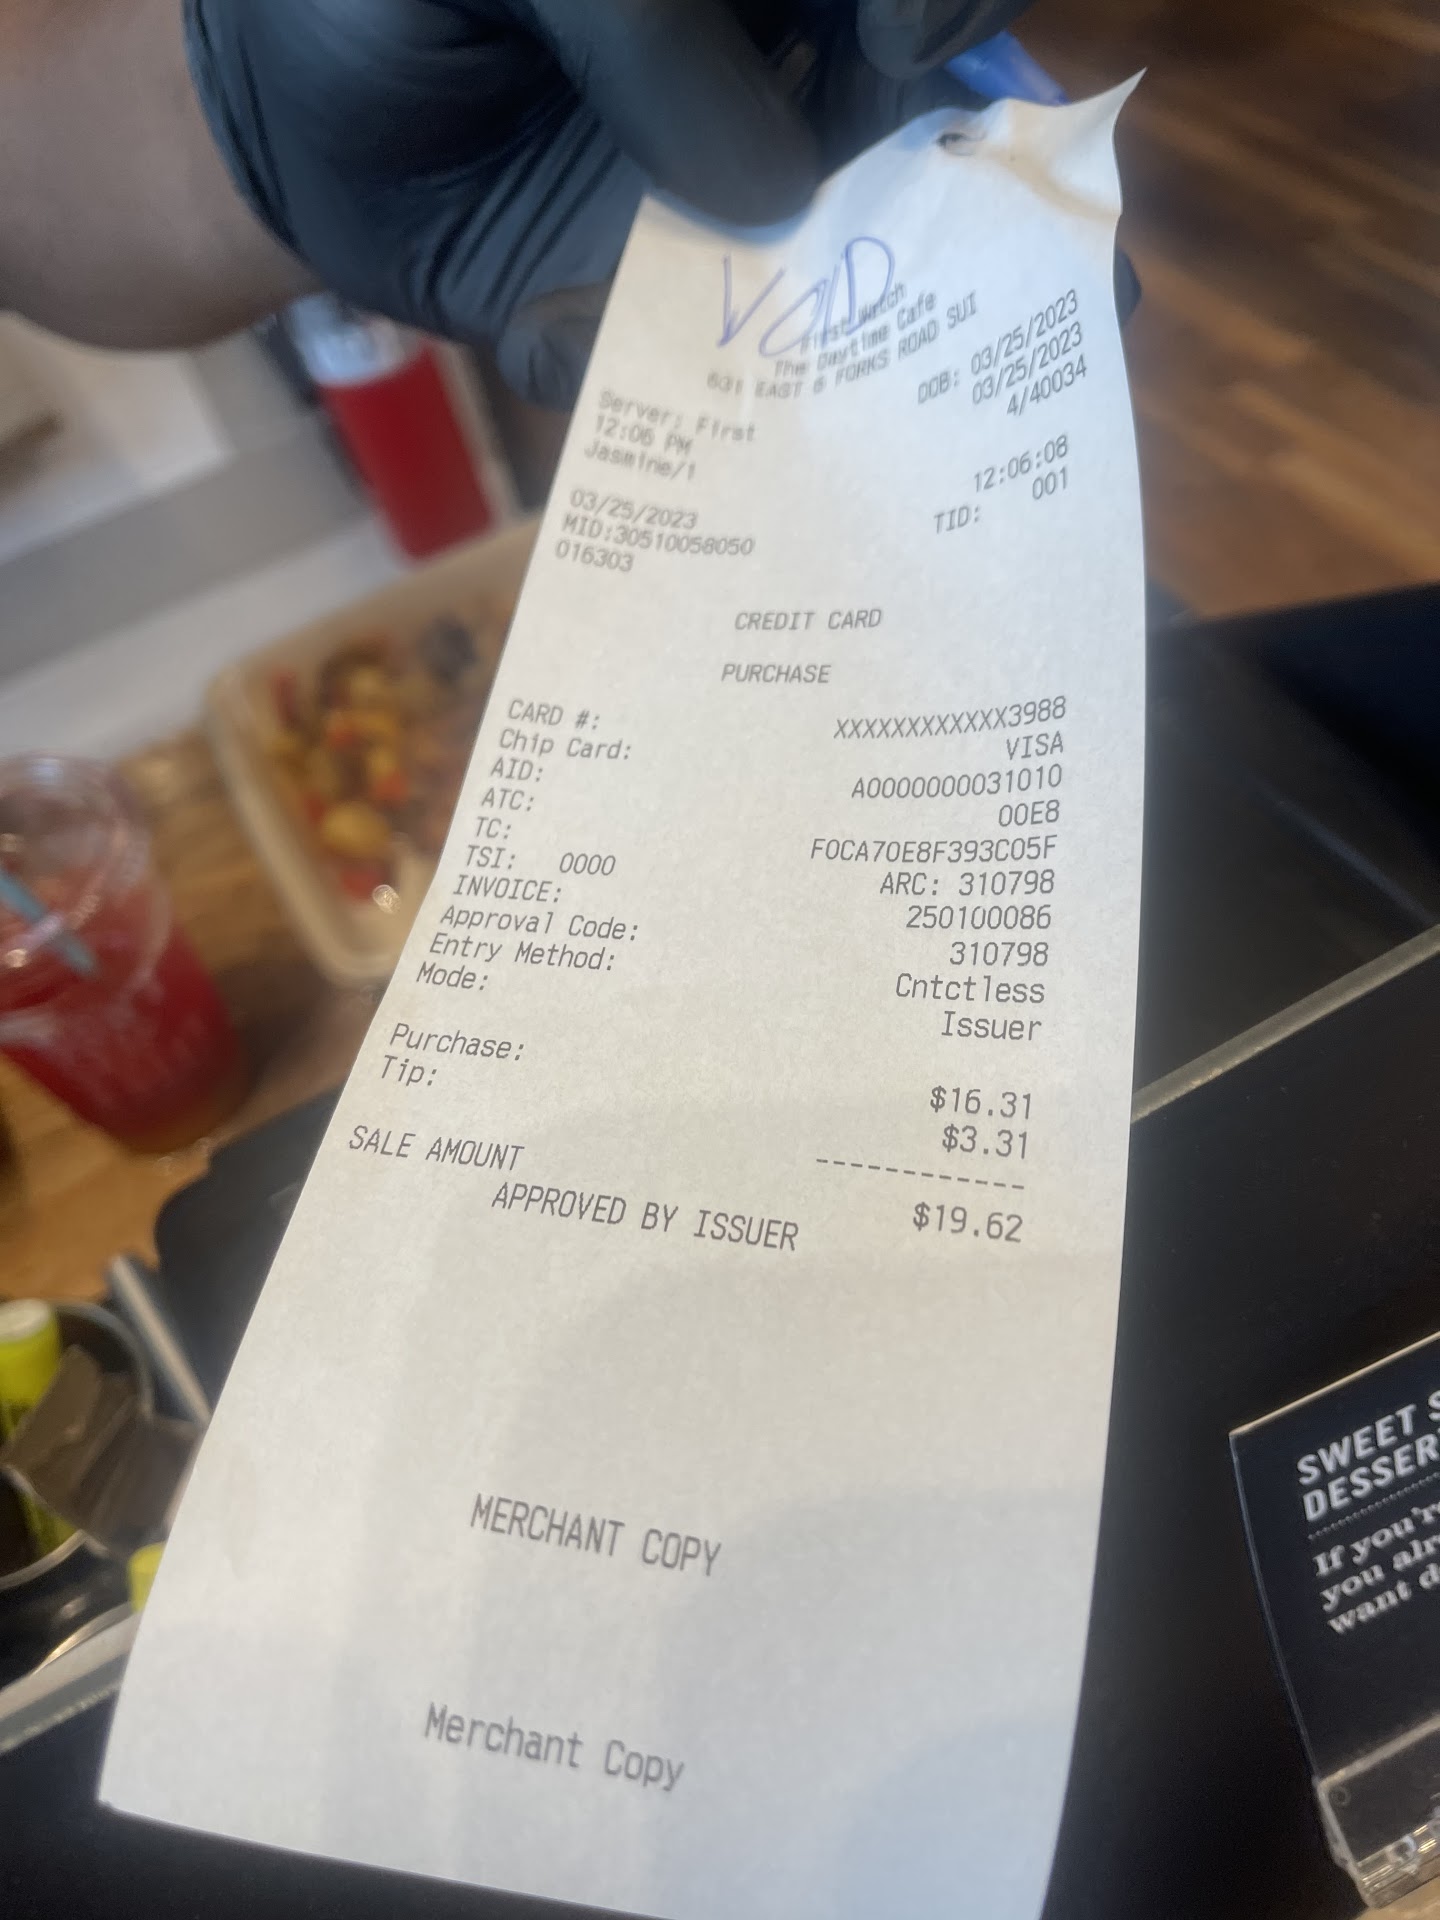 VOID
First Watch
The Daytime Cafe
631 EAST 6 FORKS ROAD SUI
Server: First DOB: 03/25/2023
12:06 PM 03/25/2023
Jasmine/1 4/40034
03/25/2023 12:06:08
MID:30510058050 TID: 001
016303
CREDIT CARD
PURCHASE
CARD #: XXXXXXXXXXXX3988
Chip Card: VISA
AID: A0000000031010
ATC: 00E8
TC: F0CA70E8F393C05F
TSI: 0000 ARC: 310798
INVOICE: 250100086
Approval Code: 310798
Entry Method: Cntctless
Mode: Issuer
Purchase: $16.31
Tip: $3.31
------------
SALE AMOUNT $19.62
APPROVED BY ISSUER
MERCHANT COPY
Merchant Copy
SWEET S
DESSER
If you're
you alr
want d